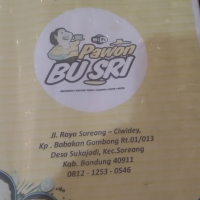 Pawon
BU SRI
Jl. Raya Soreang - Ciwidey,
Kp. Babakan Gombong Rt.01/013
Desa Sukajadi, Kec.Soreang
Kab. Bandung 40911
0812 - 1253 - 0546